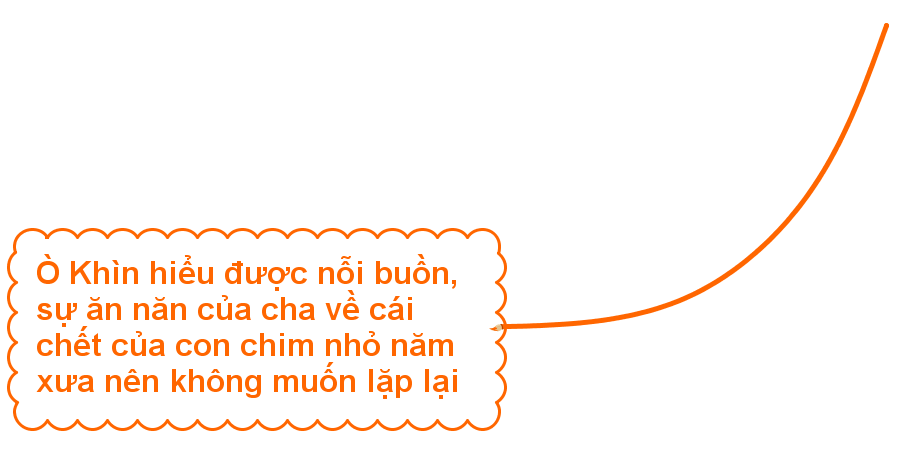 Ò Khìn hiểu được nỗi buồn,
sự ăn năn của cha về cái
chết của con chim nhỏ năm
xưa nên không muốn lặp lại